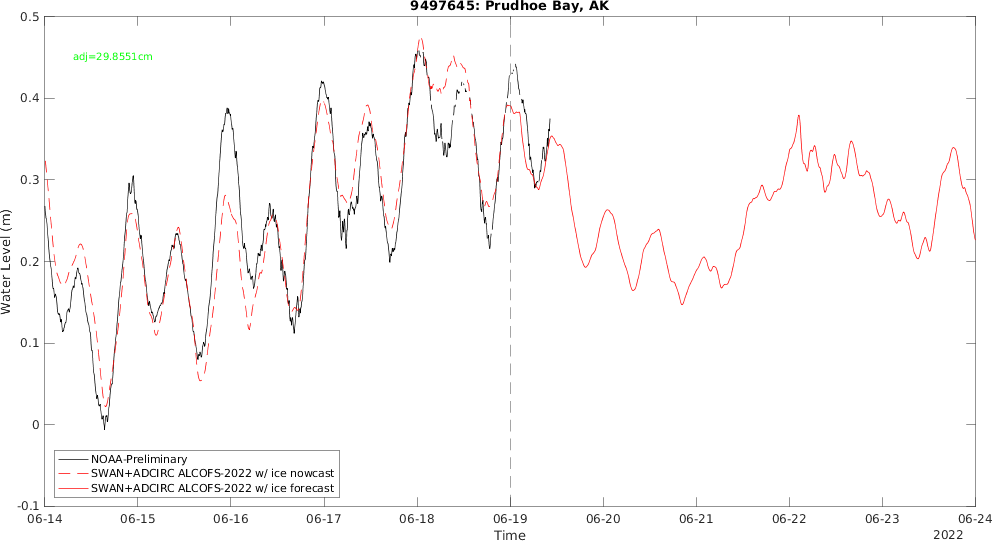 9497645: Prudhoe Bay, AK
0.5
adj=29.8551cm
0.4
0.3
0.2
0.1
0
-0.1
Water Level (m)
NOAA-Preliminary
SWAN+ADCIRC ALCOFS-2022 w/ ice nowcast
SWAN+ADCIRC ALCOFS-2022 w/ ice forecast
06-14 06-15 06-16 06-17 06-18 06-19 06-20 06-21 06-22 06-23 06-24
Time
2022